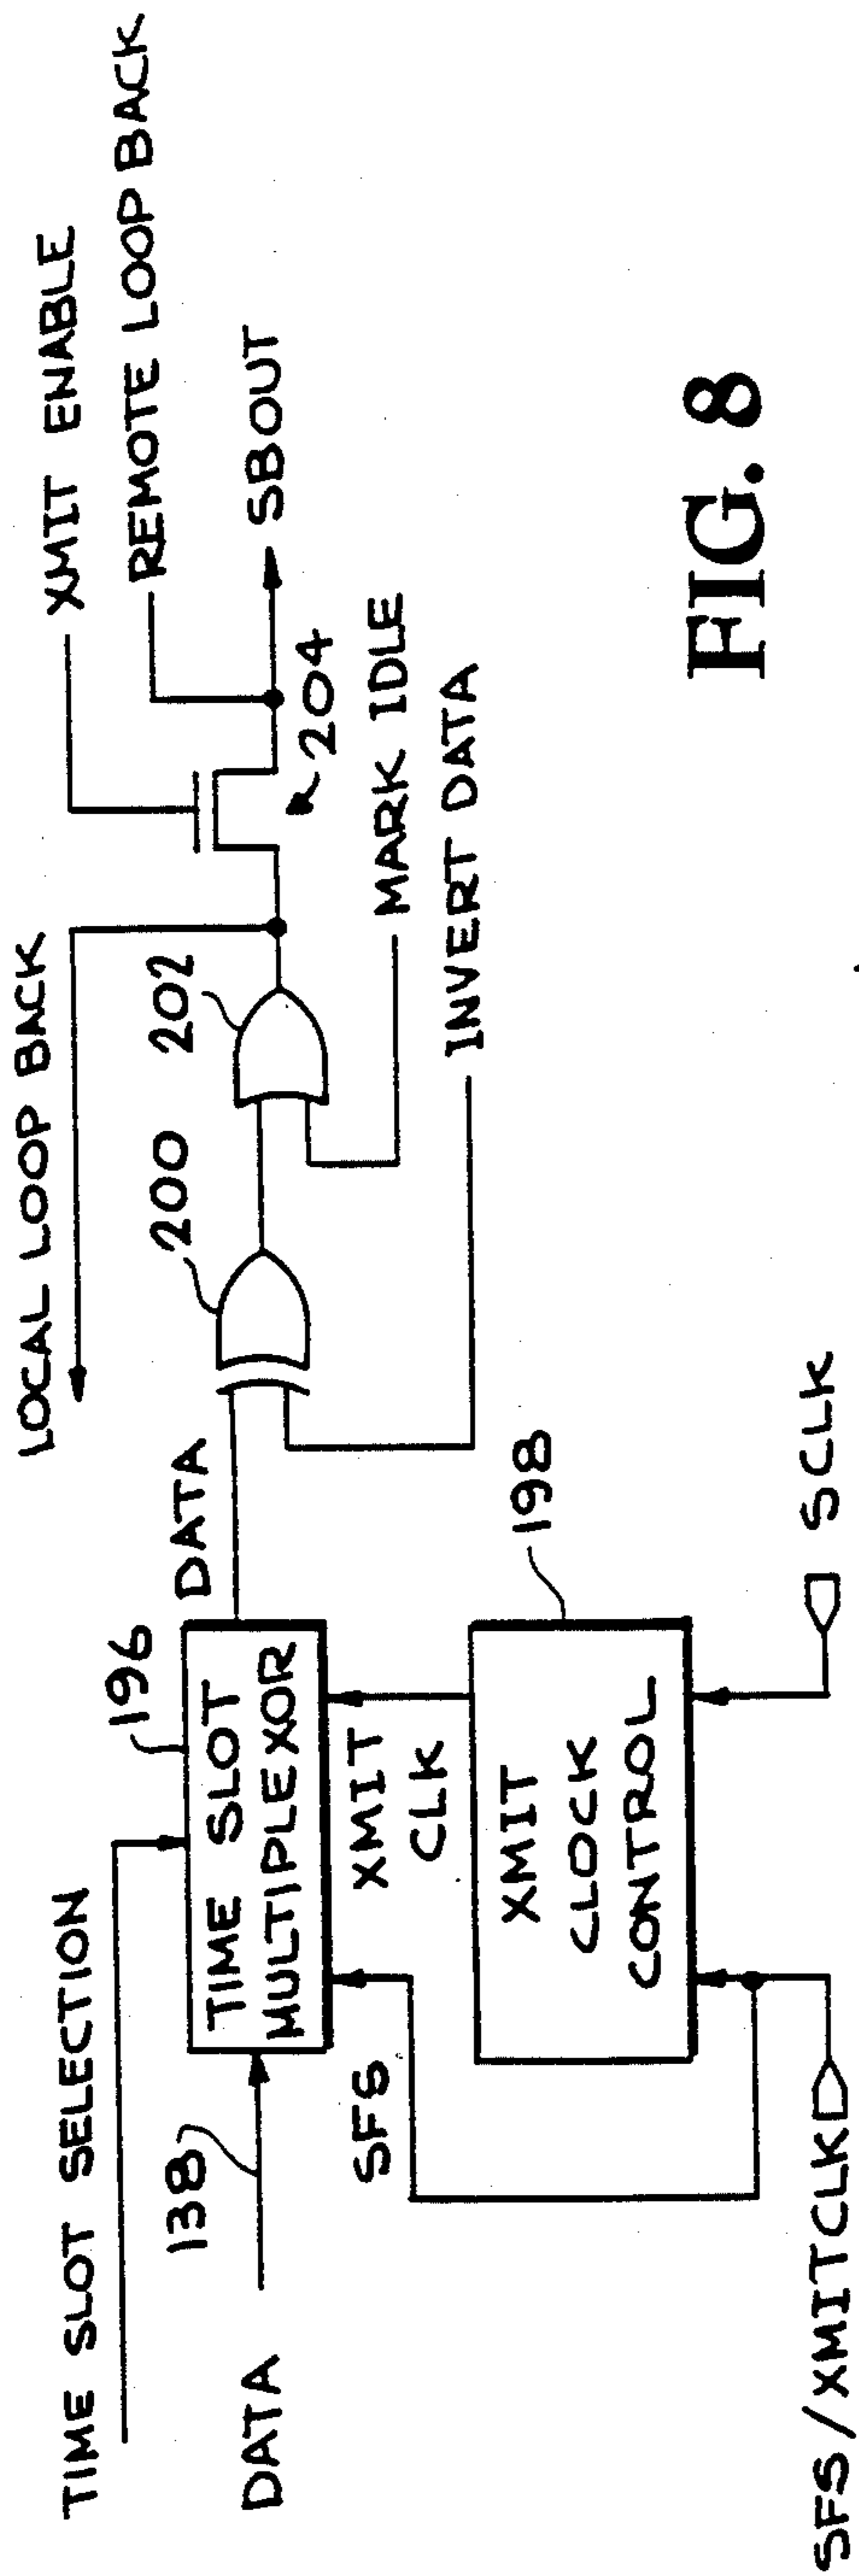 LOCAL LOOP BACK
XMIT ENABLE
REMOTE LOOP BACK
TIME SLOT SELECTION
196
DATA
200
202
SBOUT
204
138
DATA
TIME SLOT
MULTIPLEXOR
MARK IDLE
INVERT DATA
SFS
XMIT
CLK
198
XMIT
CLOCK
CONTROL
SFS/XMITCLK
SCLK
FIG. 8